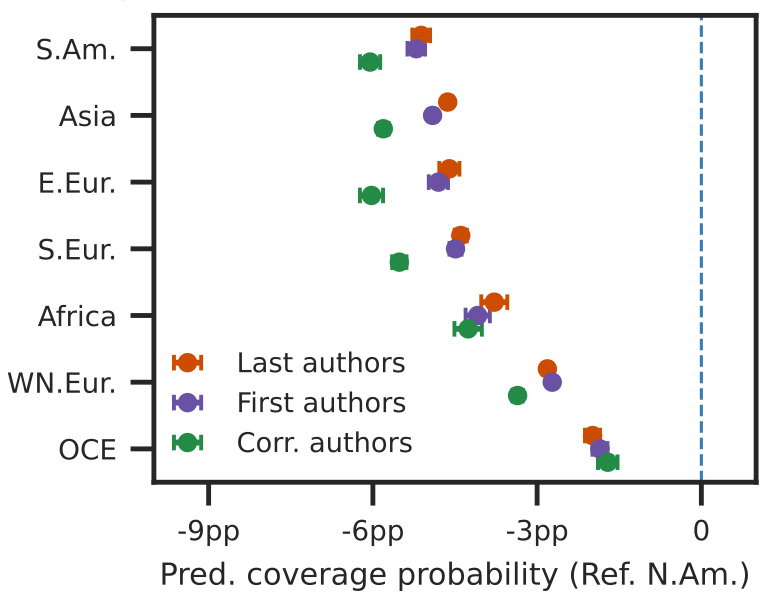 S.Am.
Asia
E.Eur.
S.Eur.
Africa
WN.Eur.
OCE
Last authors
First authors
Corr. authors
-9pp -6pp -3pp 0
Pred. coverage probability (Ref. N.Am.)